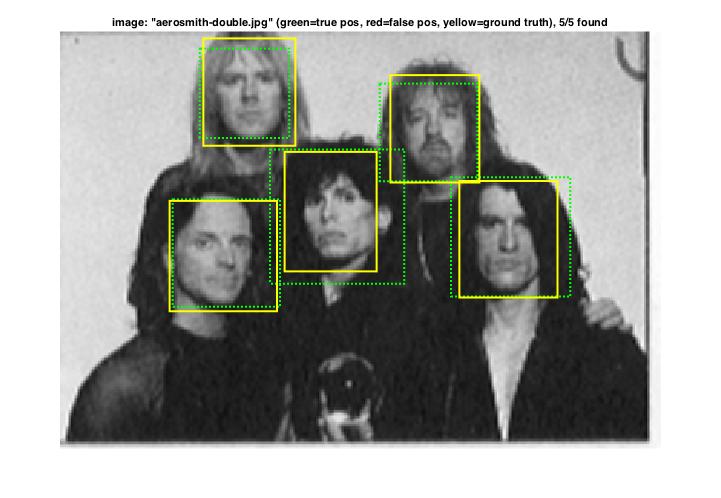 image: "aerosmith-double.jpg" (green=true pos, red=false pos, yellow=ground truth), 5/5 found